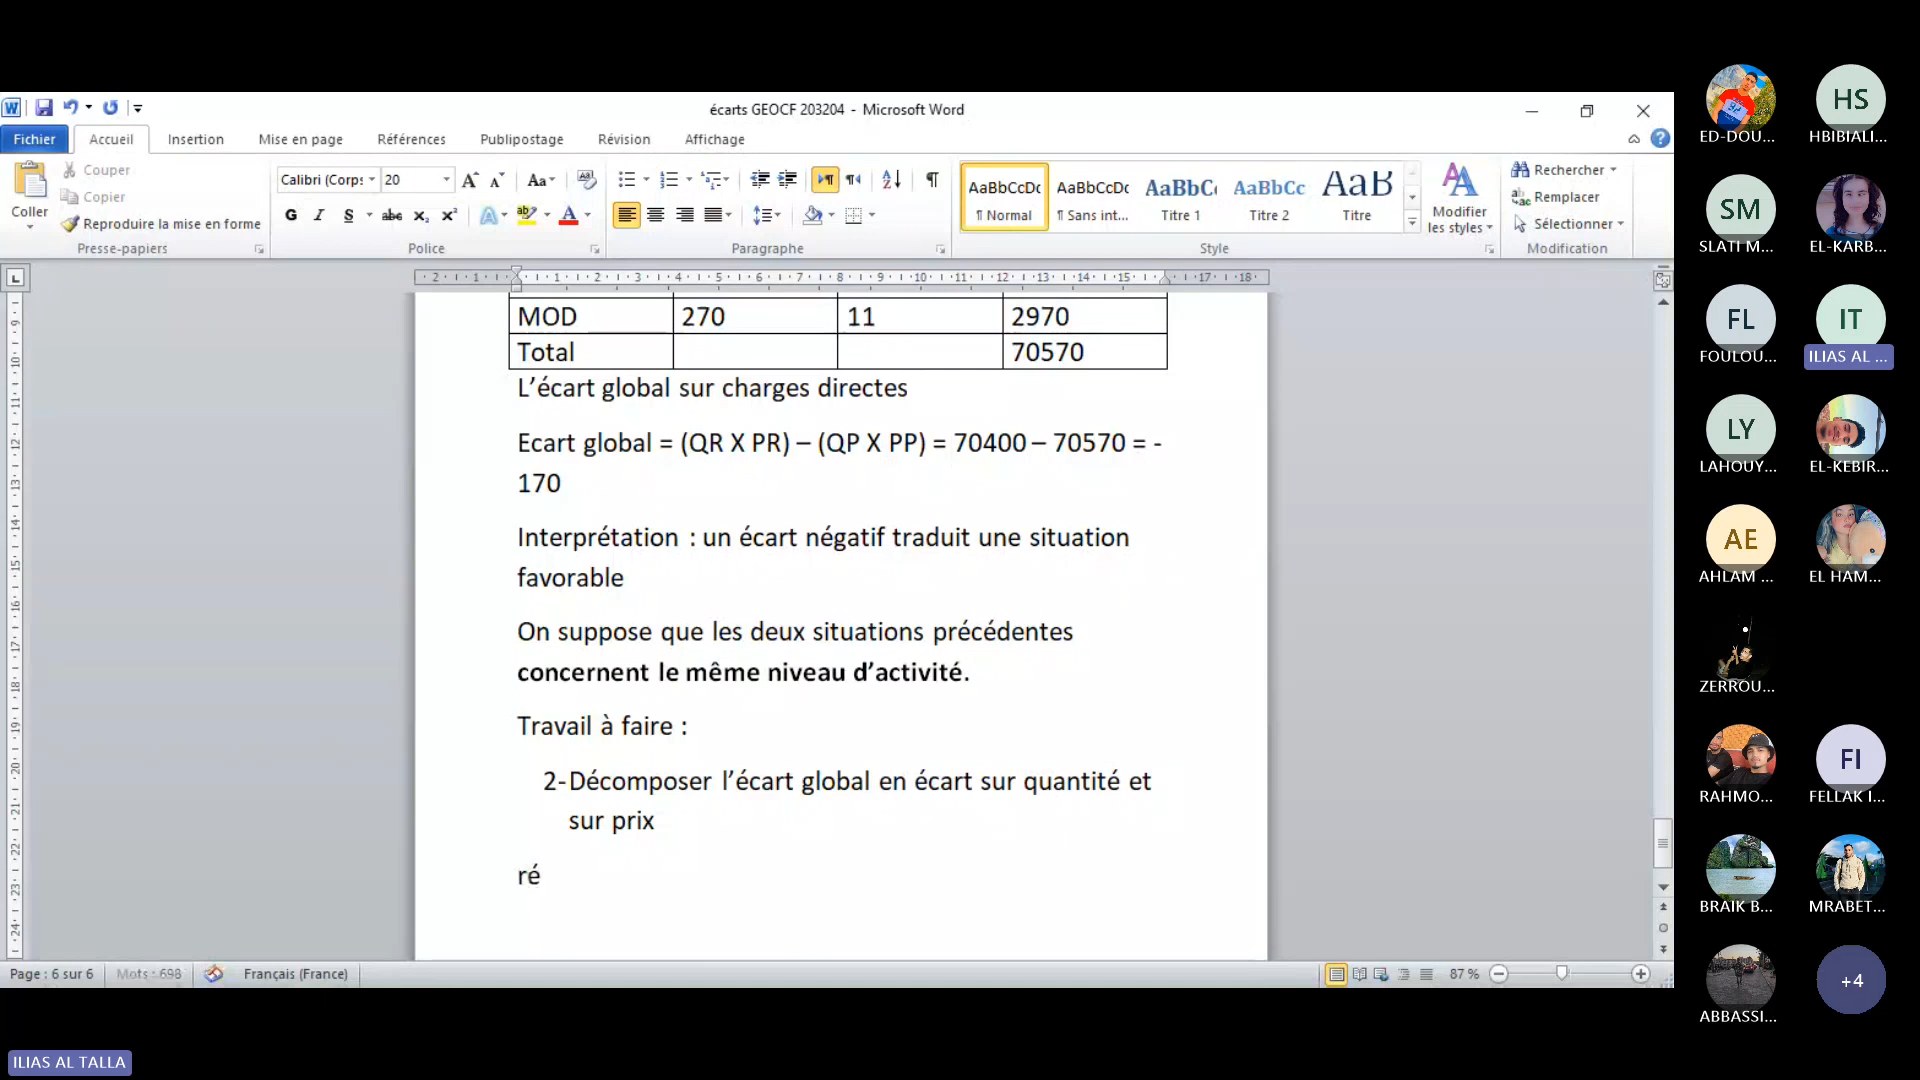 écarts GEOCF 203204 - Microsoft Word
Fichier Accueil Insertion Mise en page Références Publipostage Révision Affichage
Coller
Couper
Copier
Reproduire la mise en forme
Presse-papiers
Calibri (Corps 20
G I S abc x₂ x²
Police
Paragraphe
AaBbCcDc AaBbCcDc AaBbC AaBbCc AaB
¶ Normal ¶ Sans int... Titre 1 Titre 2 Titre
Modifier les styles
Style
Rechercher
Remplacer
Sélectionner
Modification
MOD 270 11 2970
Total 70570
L’écart global sur charges directes
Ecart global = (QR X PR) – (QP X PP) = 70400 – 70570 = -
170
Interprétation : un écart négatif traduit une situation
favorable
On suppose que les deux situations précédentes
concernent le même niveau d’activité.
Travail à faire :
2- Décomposer l’écart global en écart sur quantité et
sur prix
ré
Page : 6 sur 6 Mots : 698 Français (France) 87 %
ED-DOU... HS HBIBIALI...
SM SLATI M... EL-KARB...
FL FOULOU... IT ILIAS AL ...
LY LAHOUY... EL-KEBIR...
AE AHLAM ... EL HAM...
ZERROU...
RAHMO... FI FELLAK I...
BRAIK B... MRABET...
ABBASSI... +4
ILIAS AL TALLA